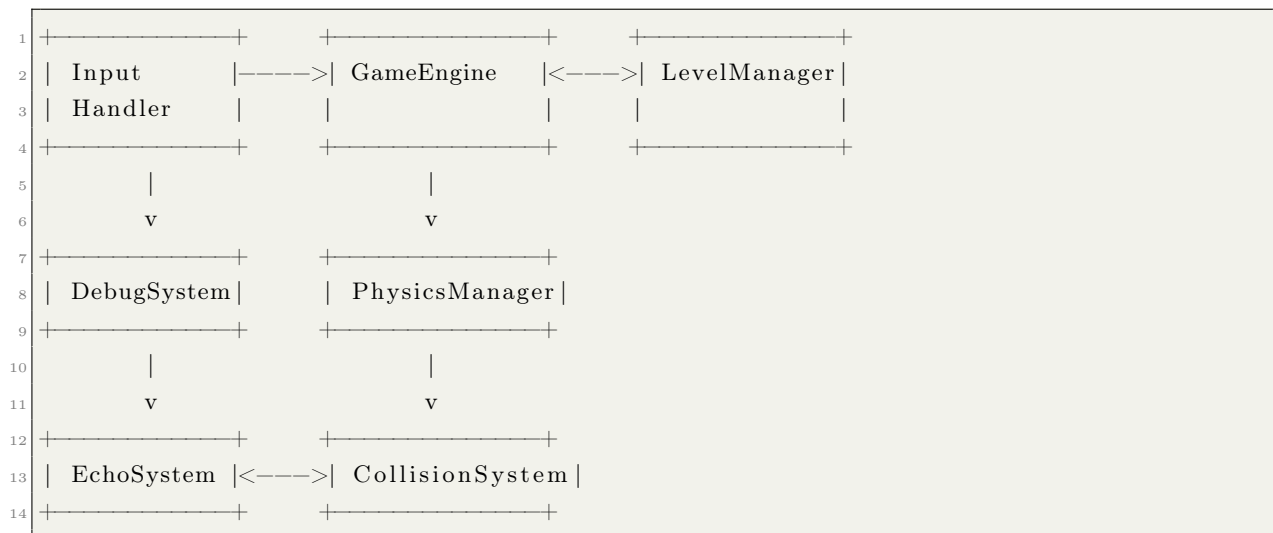 1 +-------------+ +---------------+ +--------------+
2 | Input |---->| GameEngine |<--->| LevelManager|
3 | Handler | | | | |
4 +-------------+ +---------------+ +--------------+
5 | |
6 v v
7 +-------------+ +---------------+
8 | DebugSystem| | PhysicsManager|
9 +-------------+ +---------------+
10 | |
11 v v
12 +-------------+ +---------------+
13 | EchoSystem |<--->| CollisionSystem|
14 +-------------+ +---------------+